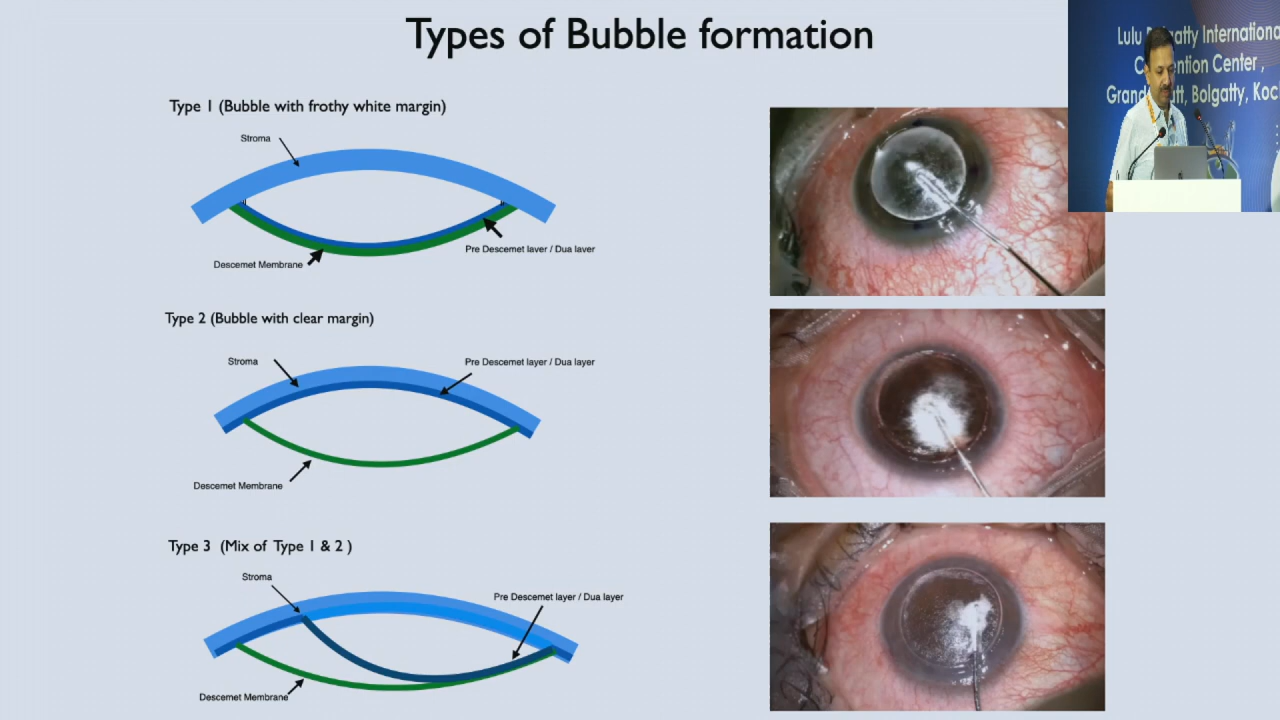 Types of Bubble formation
Type 1 (Bubble with frothy white margin)
Stroma
Pre Descemet layer / Dua layer
Descemet Membrane
Type 2 (Bubble with clear margin)
Stroma
Pre Descemet layer / Dua layer
Descemet Membrane
Type 3 (Mix of Type 1 & 2 )
Stroma
Pre Descemet layer / Dua layer
Descemet Membrane
Lulu
International
Center ,
Bolgatty,